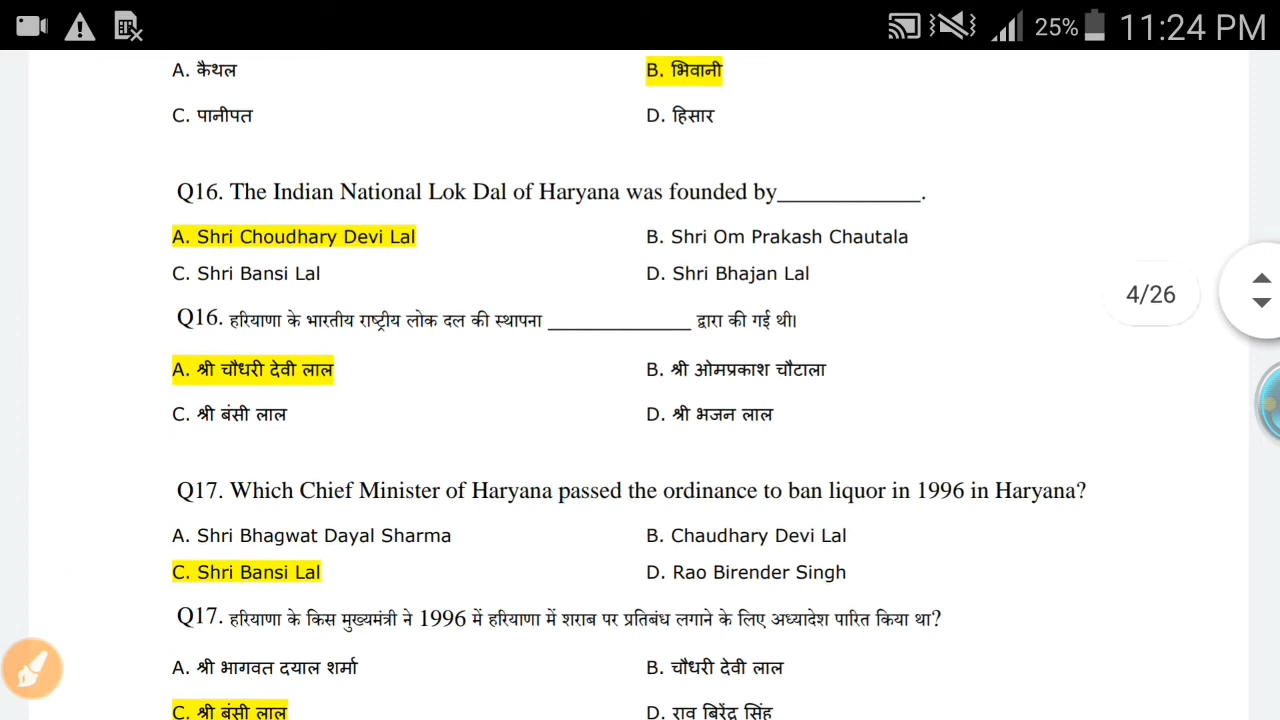 25% 11:24 PM
A. कैथल B. भिवानी
C. पानीपत D. हिसार
Q16. The Indian National Lok Dal of Haryana was founded by____________.
A. Shri Choudhary Devi Lal B. Shri Om Prakash Chautala
C. Shri Bansi Lal D. Shri Bhajan Lal
4/26
Q16. हरियाणा के भारतीय राष्ट्रीय लोक दल की स्थापना ____________ द्वारा की गई थी।
A. श्री चौधरी देवी लाल B. श्री ओमप्रकाश चौटाला
C. श्री बंसी लाल D. श्री भजन लाल
Q17. Which Chief Minister of Haryana passed the ordinance to ban liquor in 1996 in Haryana?
A. Shri Bhagwat Dayal Sharma B. Chaudhary Devi Lal
C. Shri Bansi Lal D. Rao Birender Singh
Q17. हरियाणा के किस मुख्यमंत्री ने 1996 में हरियाणा में शराब पर प्रतिबंध लगाने के लिए अध्यादेश पारित किया था?
A. श्री भागवत दयाल शर्मा B. चौधरी देवी लाल
C. श्री बंसी लाल D. राव बिरेंद्र सिंह